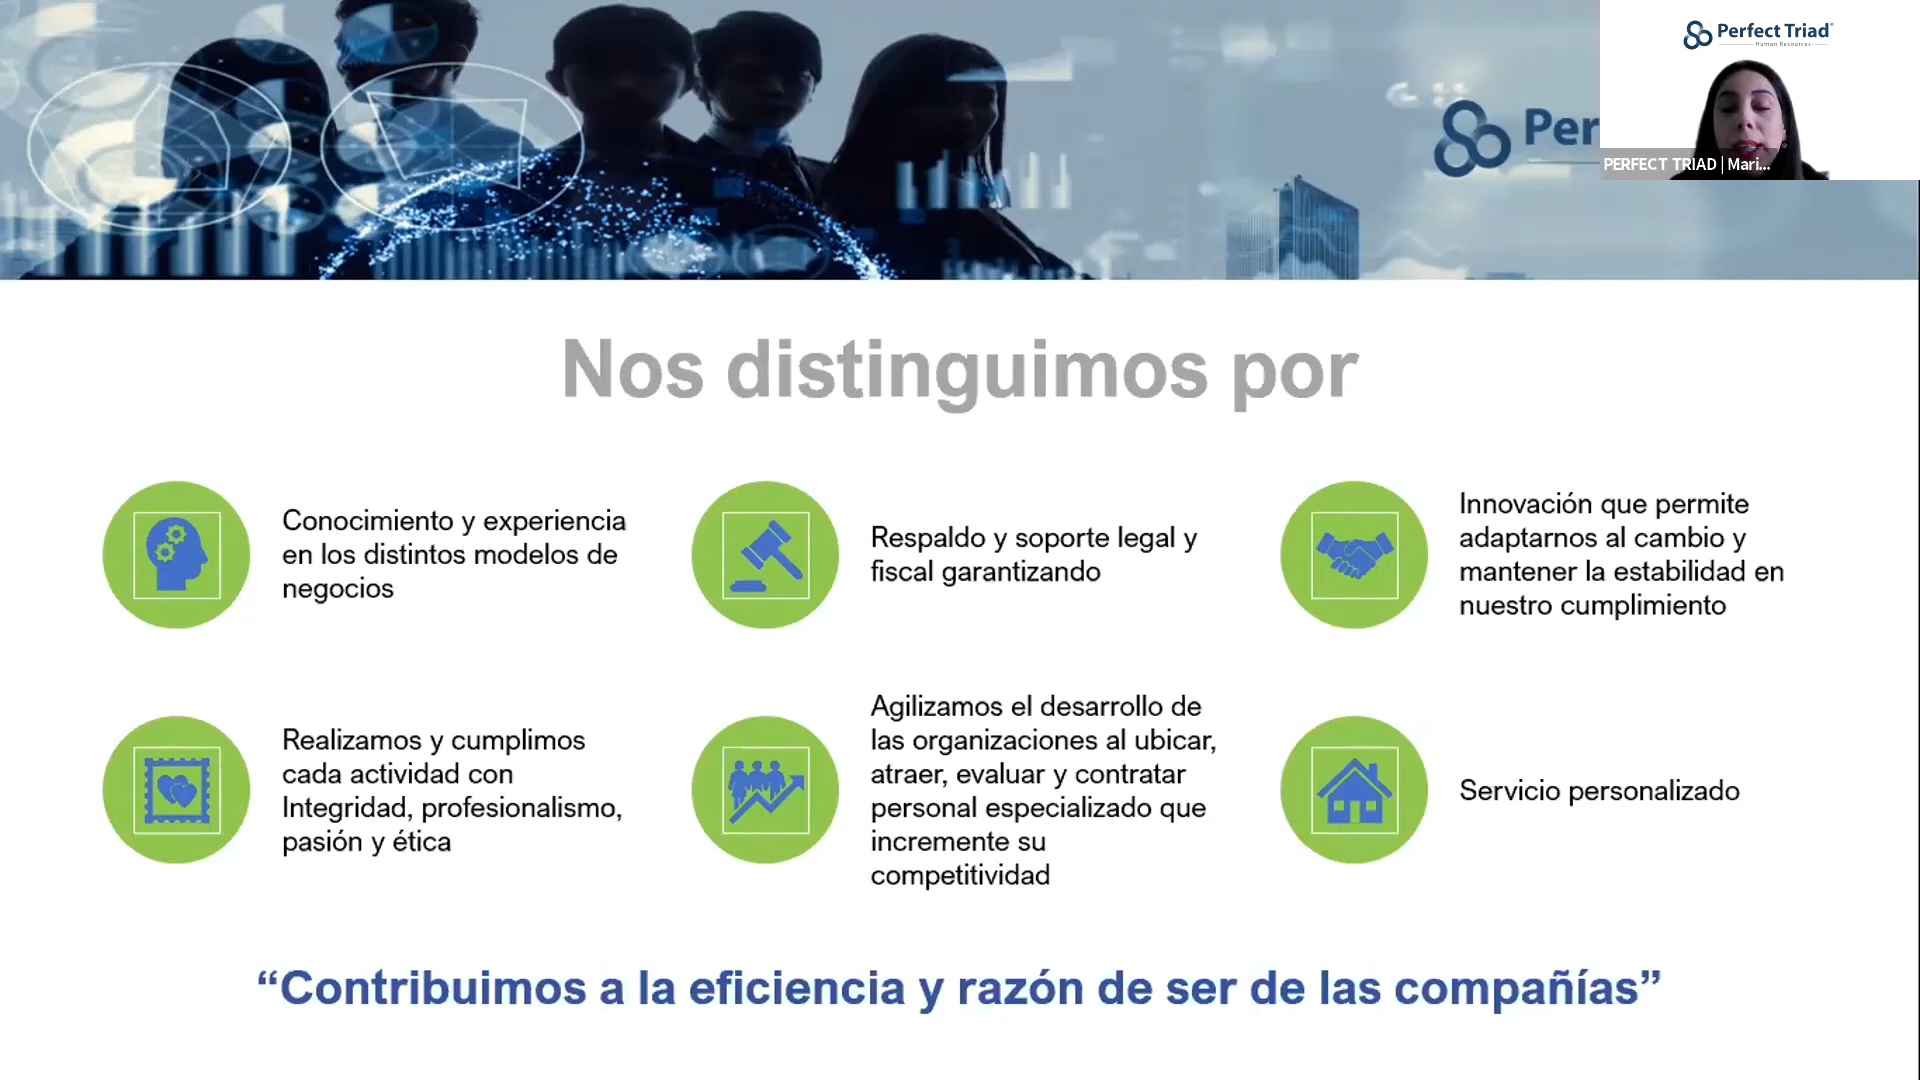 Perfect Triad
Human Resources
Per
PERFECT TRIAD | Mari...
Nos distinguimos por
Conocimiento y experiencia
en los distintos modelos de
negocios
Respaldo y soporte legal y
fiscal garantizando
Innovación que permite
adaptarnos al cambio y
mantener la estabilidad en
nuestro cumplimiento
Realizamos y cumplimos
cada actividad con
Integridad, profesionalismo,
pasión y ética
Agilizamos el desarrollo de
las organizaciones al ubicar,
atraer, evaluar y contratar
personal especializado que
incremente su
competitividad
Servicio personalizado
“Contribuimos a la eficiencia y razón de ser de las compañías”